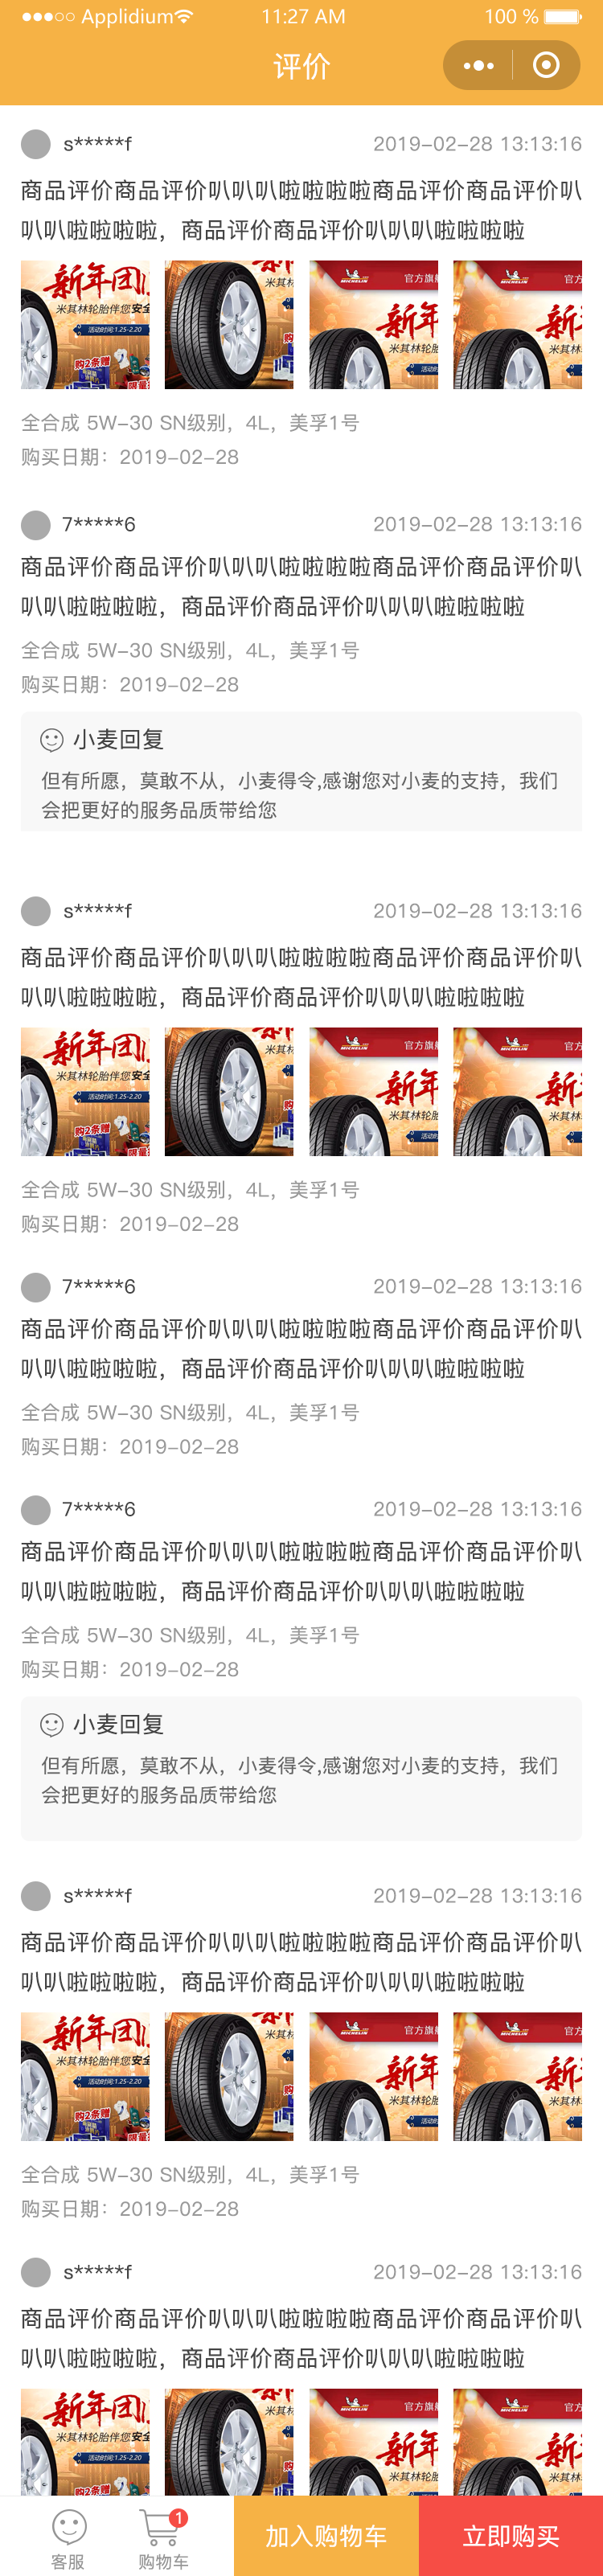 Applidium 11:27 AM 100 %
评价
s*****f 2019-02-28 13:13:16
商品评价商品评价叭叭叭啦啦啦啦商品评价商品评价叭
叭叭啦啦啦啦，商品评价商品评价叭叭叭啦啦啦啦
新年团
米其林轮胎伴您安全
活动时间:1.25-2.20
购2条赠
限量
MICHELIN 官方旗
新年
米其林轮胎
MICHELIN 官方
新
米其林
全合成 5W-30 SN级别，4L，美孚1号
购买日期：2019-02-28
7*****6 2019-02-28 13:13:16
商品评价商品评价叭叭叭啦啦啦啦商品评价商品评价叭
叭叭啦啦啦啦，商品评价商品评价叭叭叭啦啦啦啦
全合成 5W-30 SN级别，4L，美孚1号
购买日期：2019-02-28
小麦回复
但有所愿，莫敢不从，小麦得令,感谢您对小麦的支持，我们
会把更好的服务品质带给您
s*****f 2019-02-28 13:13:16
商品评价商品评价叭叭叭啦啦啦啦商品评价商品评价叭
叭叭啦啦啦啦，商品评价商品评价叭叭叭啦啦啦啦
新年团
米其林轮胎伴您安全
活动时间:1.25-2.20
购2条赠
限量
MICHELIN 官方旗
新年
米其林轮胎
MICHELIN 官方
新
米其林
全合成 5W-30 SN级别，4L，美孚1号
购买日期：2019-02-28
7*****6 2019-02-28 13:13:16
商品评价商品评价叭叭叭啦啦啦啦商品评价商品评价叭
叭叭啦啦啦啦，商品评价商品评价叭叭叭啦啦啦啦
全合成 5W-30 SN级别，4L，美孚1号
购买日期：2019-02-28
7*****6 2019-02-28 13:13:16
商品评价商品评价叭叭叭啦啦啦啦商品评价商品评价叭
叭叭啦啦啦啦，商品评价商品评价叭叭叭啦啦啦啦
全合成 5W-30 SN级别，4L，美孚1号
购买日期：2019-02-28
小麦回复
但有所愿，莫敢不从，小麦得令,感谢您对小麦的支持，我们
会把更好的服务品质带给您
s*****f 2019-02-28 13:13:16
商品评价商品评价叭叭叭啦啦啦啦商品评价商品评价叭
叭叭啦啦啦啦，商品评价商品评价叭叭叭啦啦啦啦
新年团
米其林轮胎伴您安全
活动时间:1.25-2.20
购2条赠
限量
MICHELIN 官方旗
新年
米其林轮胎
MICHELIN 官方
新
米其林
全合成 5W-30 SN级别，4L，美孚1号
购买日期：2019-02-28
s*****f 2019-02-28 13:13:16
商品评价商品评价叭叭叭啦啦啦啦商品评价商品评价叭
叭叭啦啦啦啦，商品评价商品评价叭叭叭啦啦啦啦
新年团
米其林轮胎伴您安全
活动时间:1.25-2.20
购2条赠
MICHELIN 官方旗
新年
米其林轮胎
MICHELIN 官方
新
米其林
1
客服 购物车 加入购物车 立即购买